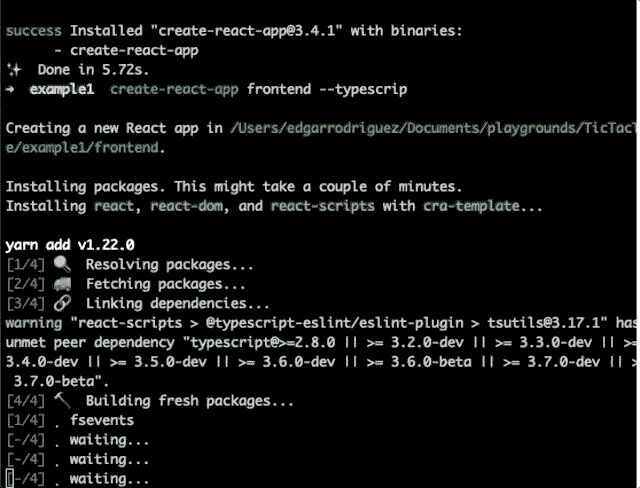 success Installed "create-react-app@3.4.1" with binaries:
- create-react-app
✨ Done in 5.72s.
➜ example1 create-react-app frontend --typescrip
Creating a new React app in /Users/edgarrodriguez/Documents/playgrounds/TicTacT
e/example1/frontend.
Installing packages. This might take a couple of minutes.
Installing react, react-dom, and react-scripts with cra-template...
yarn add v1.22.0
[1/4] 🔍 Resolving packages...
[2/4] 🚚 Fetching packages...
[3/4] 🔗 Linking dependencies...
warning "react-scripts > @typescript-eslint/eslint-plugin > tsutils@3.17.1" has
unmet peer dependency "typescript@>=2.8.0 || >= 3.2.0-dev || >= 3.3.0-dev || >=
3.4.0-dev || >= 3.5.0-dev || >= 3.6.0-dev || >= 3.6.0-beta || >= 3.7.0-dev || >=
3.7.0-beta".
[4/4] 🔨 Building fresh packages...
[1/4] . fsevents
[-/4] . waiting...
[-/4] . waiting...
[-/4] . waiting...